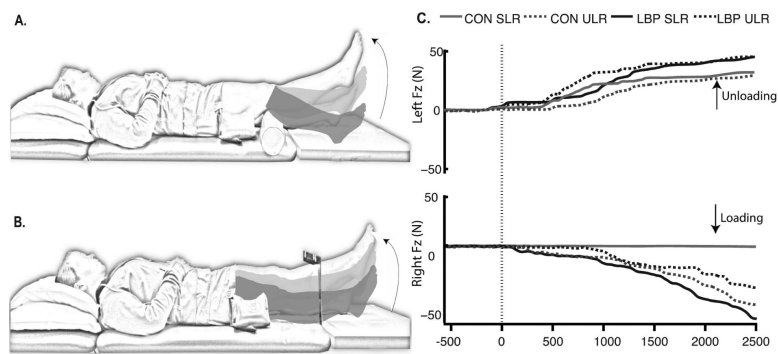 A.
B.
C.
CON SLR CON ULR LBP SLR LBP ULR
50
Left Fz (N)
0
Unloading
−50
50
Right Fz (N)
0
Loading
−50
-500 0 500 1000 1500 2000 2500